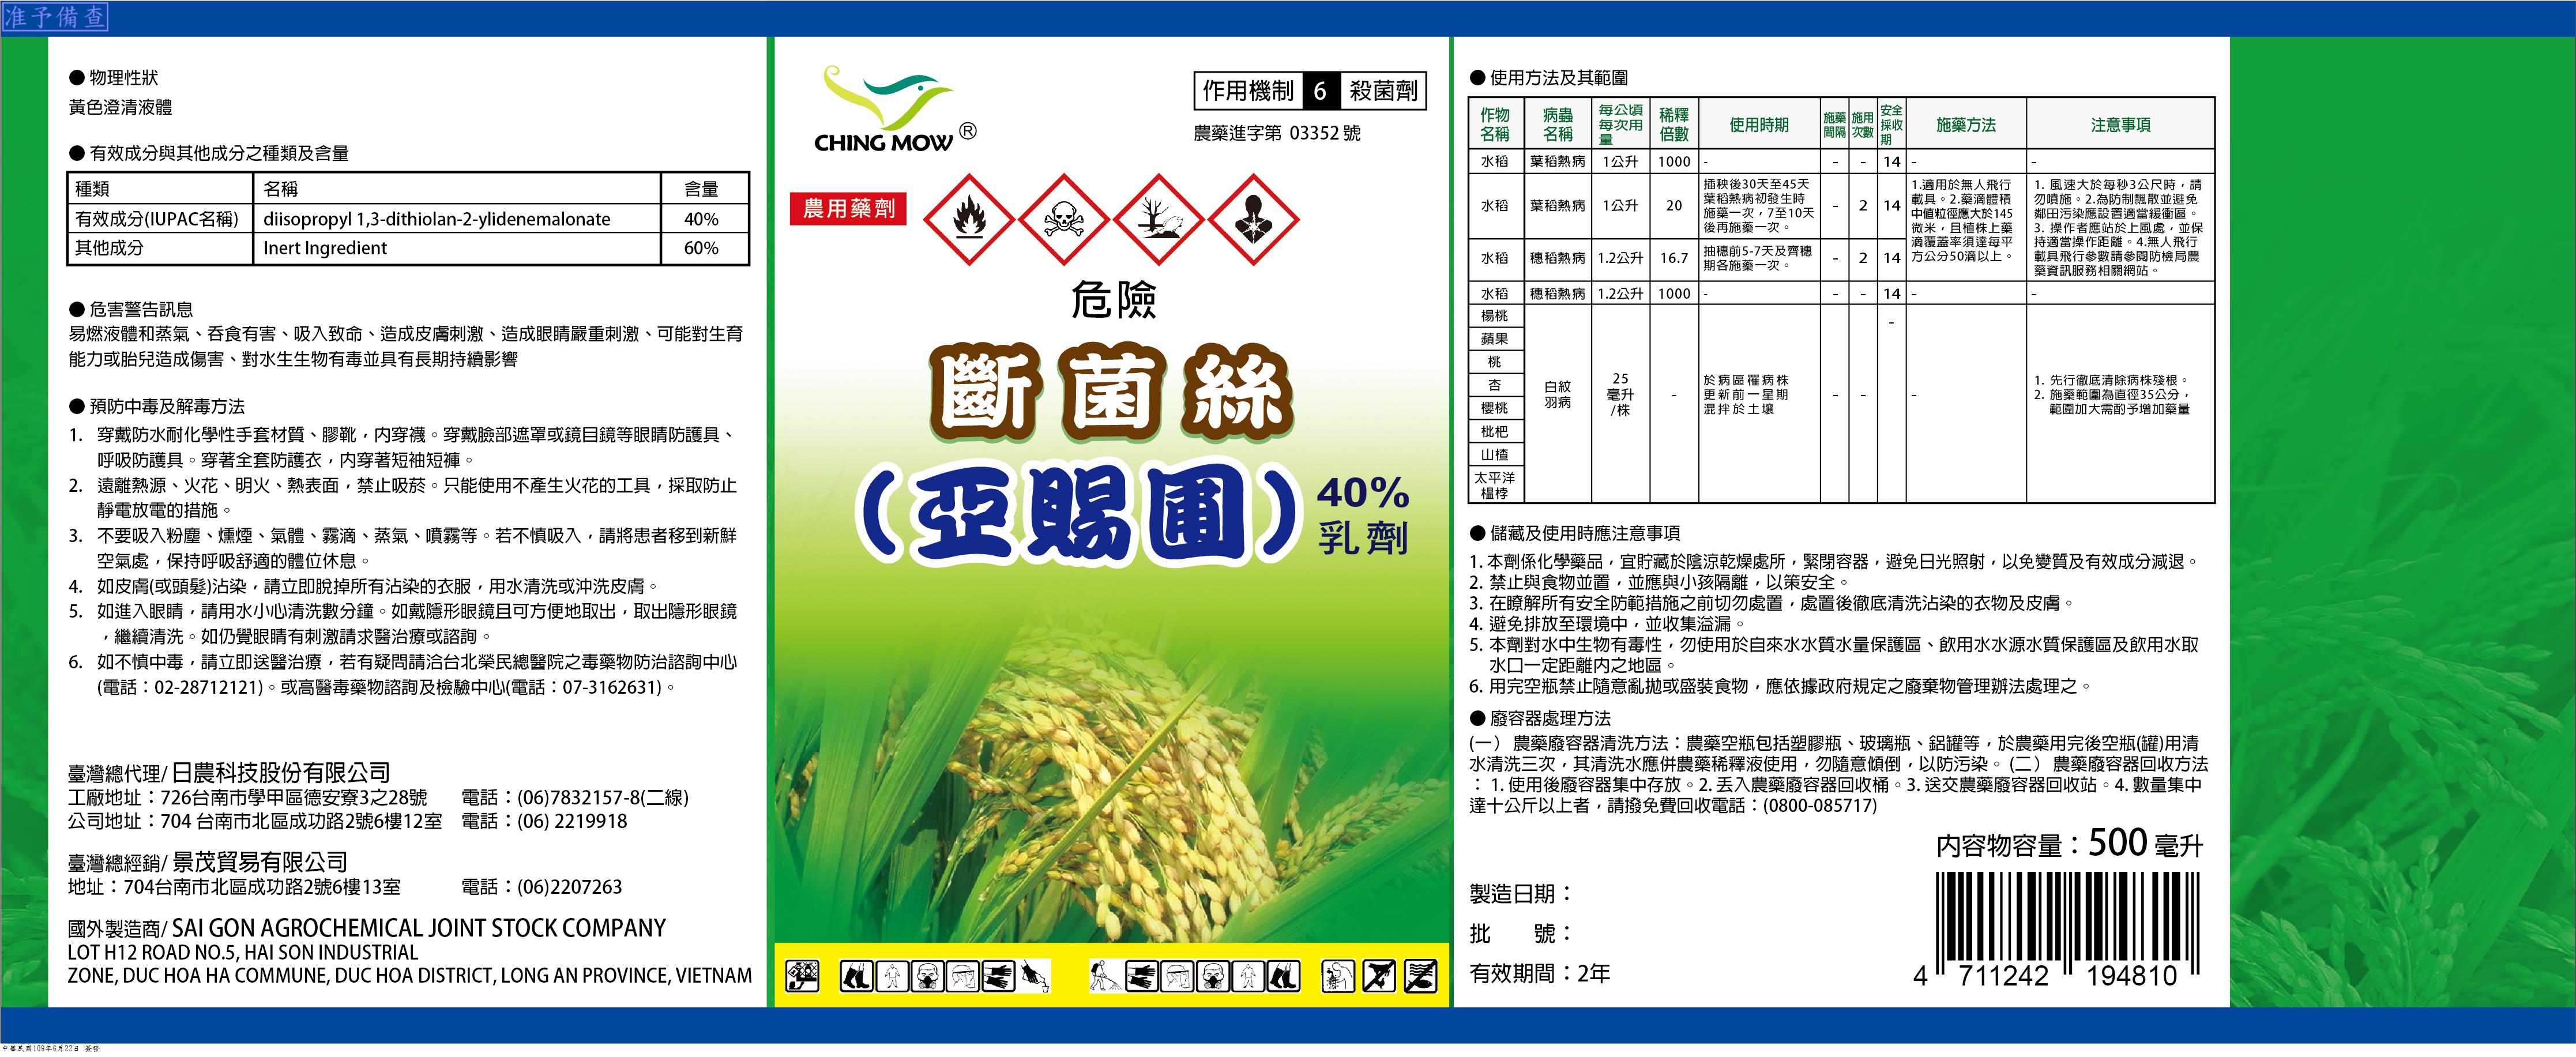 准予備查
● 物理性狀
黃色澄清液體
● 有效成分與其他成分之種類及含量
種類 名稱 含量
有效成分(IUPAC名稱) diisopropyl 1,3-dithiolan-2-ylidenemalonate 40%
其他成分 Inert Ingredient 60%
● 危害警告訊息
易燃液體和蒸氣、吞食有害、吸入致命、造成皮膚刺激、造成眼睛嚴重刺激、可能對生育
能力或胎兒造成傷害、對水生生物有毒並具有長期持續影響
● 預防中毒及解毒方法
1. 穿戴防水耐化學性手套材質、膠靴，內穿襪。穿戴臉部遮罩或鏡目鏡等眼睛防護具、
呼吸防護具。穿著全套防護衣，內穿著短袖短褲。
2. 遠離熱源、火花、明火、熱表面，禁止吸菸。只能使用不產生火花的工具，採取防止
靜電放電的措施。
3. 不要吸入粉塵、燻煙、氣體、霧滴、蒸氣、噴霧等。若不慎吸入，請將患者移到新鮮
空氣處，保持呼吸舒適的體位休息。
4. 如皮膚(或頭髮)沾染，請立即脫掉所有沾染的衣服，用水清洗或沖洗皮膚。
5. 如進入眼睛，請用水小心清洗數分鐘。如戴隱形眼鏡且可方便地取出，取出隱形眼鏡
，繼續清洗。如仍覺眼睛有刺激請求醫治療或諮詢。
6. 如不慎中毒，請立即送醫治療，若有疑問請洽台北榮民總醫院之毒藥物防治諮詢中心
(電話：02-28712121)。或高醫毒藥物諮詢及檢驗中心(電話：07-3162631)。
臺灣總代理/ 日農科技股份有限公司
工廠地址：726台南市學甲區德安寮3之28號 電話：(06)7832157-8(二線)
公司地址：704 台南市北區成功路2號6樓12室 電話：(06) 2219918
臺灣總經銷/ 景茂貿易有限公司
地址：704台南市北區成功路2號6樓13室 電話：(06)2207263
國外製造商/ SAI GON AGROCHEMICAL JOINT STOCK COMPANY
LOT H12 ROAD NO.5, HAI SON INDUSTRIAL
ZONE, DUC HOA HA COMMUNE, DUC HOA DISTRICT, LONG AN PROVINCE, VIETNAM
CHING MOW ®
作用機制 6 殺菌劑
農藥進字第 03352 號
農用藥劑
危險
斷菌絲
(亞賜圃)
40%
乳劑
● 使用方法及其範圍
作物名稱 病蟲名稱 每公頃每次用量 稀釋倍數 使用時期 施藥間隔 施用次數 安全採收期 施藥方法 注意事項
水稻 葉稻熱病 1公升 1000 - - - 14 - -
水稻 葉稻熱病 1公升 20 插秧後30天至45天葉稻熱病初發生時施藥一次，7至10天後再施藥一次。 - 2 14 1.適用於無人飛行載具。2.藥滴體積中值粒徑應大於145微米，且植株上藥滴覆蓋率須達每平方公分50滴以上。 1. 風速大於每秒3公尺時，請勿噴施。2.為防制飄散並避免鄰田污染應設置適當緩衝區。3. 操作者應站於上風處，並保持適當操作距離。4.無人飛行載具飛行參數請參閱防檢局農藥資訊服務相關網站。
水稻 穗稻熱病 1.2公升 16.7 抽穗前5-7天及齊穗期各施藥一次。 - 2 14
水稻 穗稻熱病 1.2公升 1000 - - - 14 - -
楊桃
蘋果
桃
杏
櫻桃
枇杷
山楂
太平洋榲桲
白紋羽病 25毫升/株 - 於病區罹病株更新前一星期混拌於土壤 - - - - 1. 先行徹底清除病株殘根。
2. 施藥範圍為直徑35公分，範圍加大需酌予增加藥量
● 儲藏及使用時應注意事項
1. 本劑係化學藥品，宜貯藏於陰涼乾燥處所，緊閉容器，避免日光照射，以免變質及有效成分減退。
2. 禁止與食物並置，並應與小孩隔離，以策安全。
3. 在瞭解所有安全防範措施之前切勿處置，處置後徹底清洗沾染的衣物及皮膚。
4. 避免排放至環境中，並收集溢漏。
5. 本劑對水中生物有毒性，勿使用於自來水水質水量保護區、飲用水水源水質保護區及飲用水取
水口一定距離內之地區。
6. 用完空瓶禁止隨意亂拋或盛裝食物，應依據政府規定之廢棄物管理辦法處理之。
● 廢容器處理方法
(一） 農藥廢容器清洗方法：農藥空瓶包括塑膠瓶、玻璃瓶、鋁罐等，於農藥用完後空瓶(罐)用清
水清洗三次，其清洗水應併農藥稀釋液使用，勿隨意傾倒，以防污染。(二） 農藥廢容器回收方法
：1. 使用後廢容器集中存放。2. 丟入農藥廢容器回收桶。3. 送交農藥廢容器回收站。4. 數量集中
達十公斤以上者，請撥免費回收電話：(0800-085717)
內容物容量：500 毫升
製造日期：
批 號：
有效期間：2年
4 711242 194810
中華民國109年6月22日 簽發